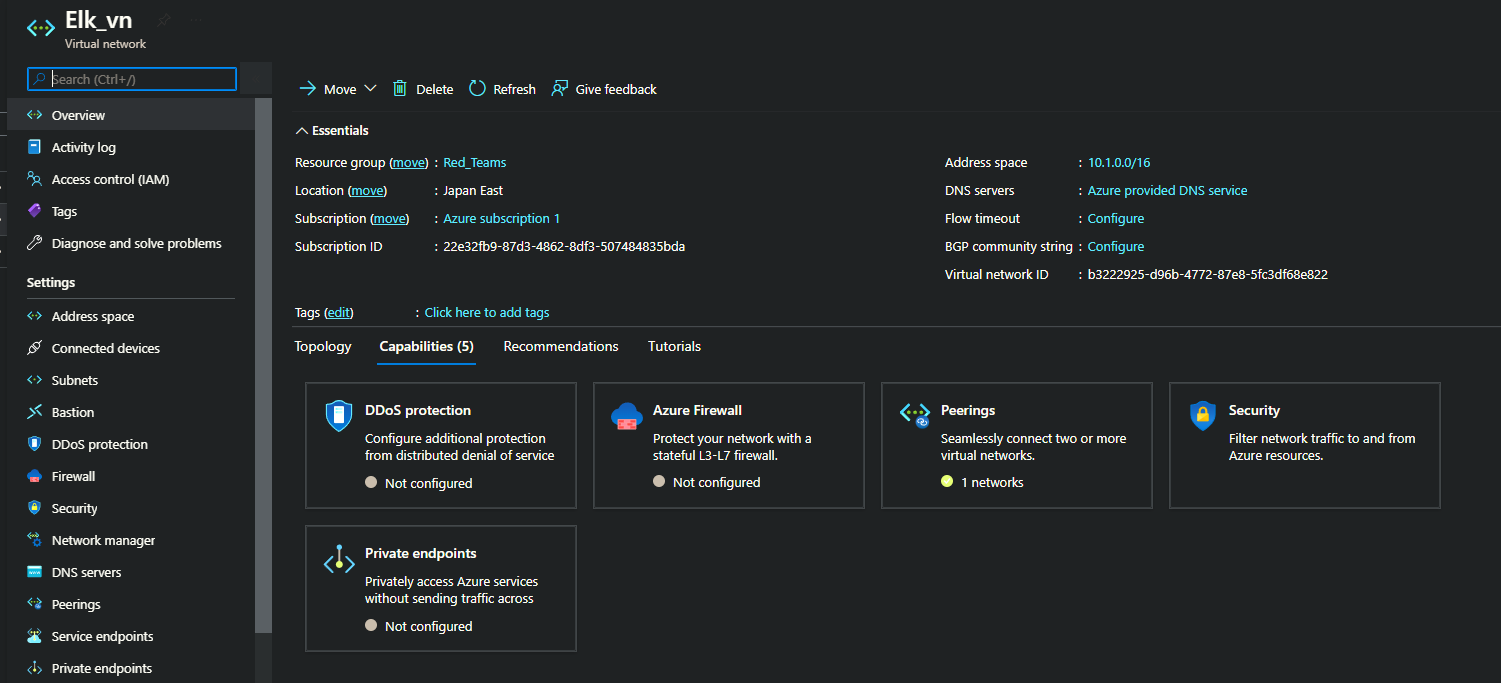 Elk_vn
Virtual network
Search (Ctrl+/)
Overview
Activity log
Access control (IAM)
Tags
Diagnose and solve problems
Settings
Address space
Connected devices
Subnets
Bastion
DDoS protection
Firewall
Security
Network manager
DNS servers
Peerings
Service endpoints
Private endpoints
Move
Delete
Refresh
Give feedback
Essentials
Resource group (move) : Red_Teams
Location (move) : Japan East
Subscription (move) : Azure subscription 1
Subscription ID : 22e32fb9-87d3-4862-8df3-507484835bda
Address space : 10.1.0.0/16
DNS servers : Azure provided DNS service
Flow timeout : Configure
BGP community string : Configure
Virtual network ID : b3222925-d96b-4772-87e8-5fc3df68e822
Tags (edit) : Click here to add tags
Topology
Capabilities (5)
Recommendations
Tutorials
DDoS protection
Configure additional protection
from distributed denial of service
Not configured
Azure Firewall
Protect your network with a
stateful L3-L7 firewall.
Not configured
Peerings
Seamlessly connect two or more
virtual networks.
1 networks
Security
Filter network traffic to and from
Azure resources.
Private endpoints
Privately access Azure services
without sending traffic across
Not configured